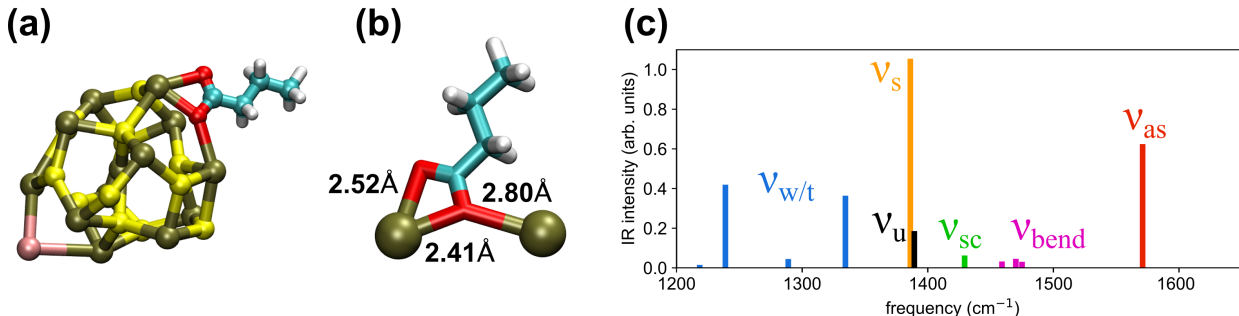 (a)
(b)
2.52Å
2.80Å
2.41Å
(c)
IR intensity (arb. units)
1.0
0.8
0.6
0.4
0.2
0.0
νs
νas
νw/t
νu
νsc
νbend
1200
1300
1400
1500
1600
frequency (cm⁻¹)